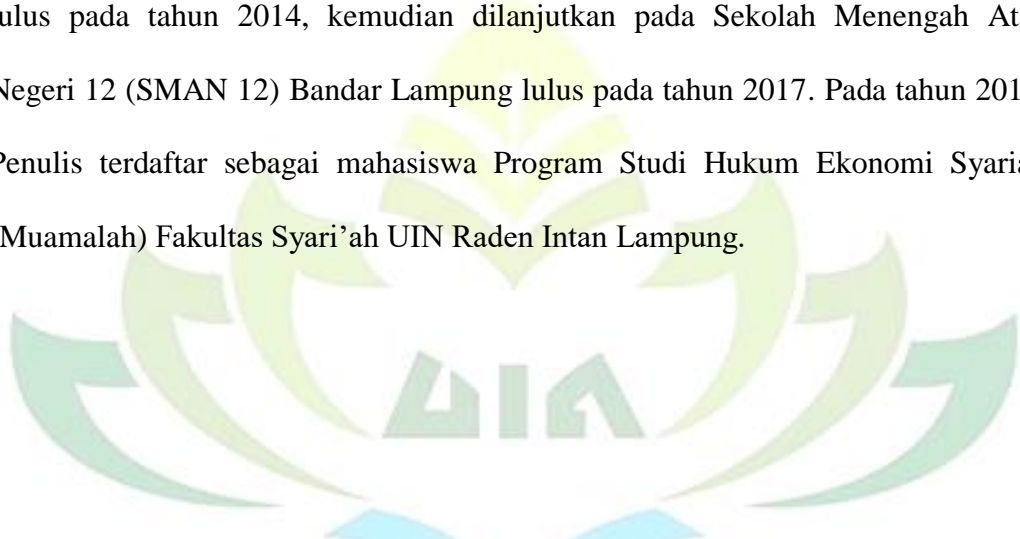 lulus pada tahun 2014, kemudian dilanjutkan pada Sekolah Menengah At
Negeri 12 (SMAN 12) Bandar Lampung lulus pada tahun 2017. Pada tahun 201
Penulis terdaftar sebagai mahasiswa Program Studi Hukum Ekonomi Syaria
Muamalah) Fakultas Syari’ah UIN Raden Intan Lampung.
UIN